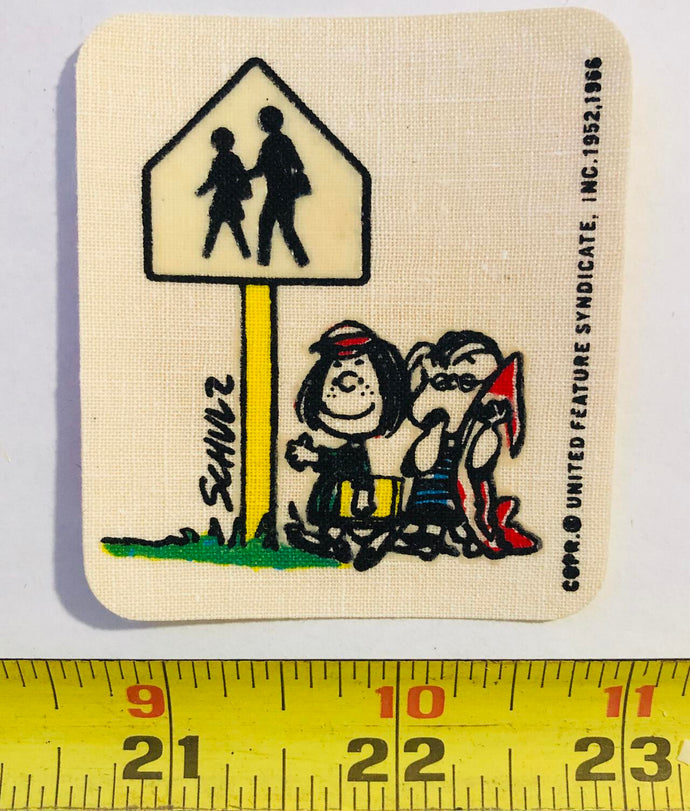 SCHULZ
COPR. © UNITED FEATURE SYNDICATE, INC. 1952, 1966
9 10 11
21 22 23